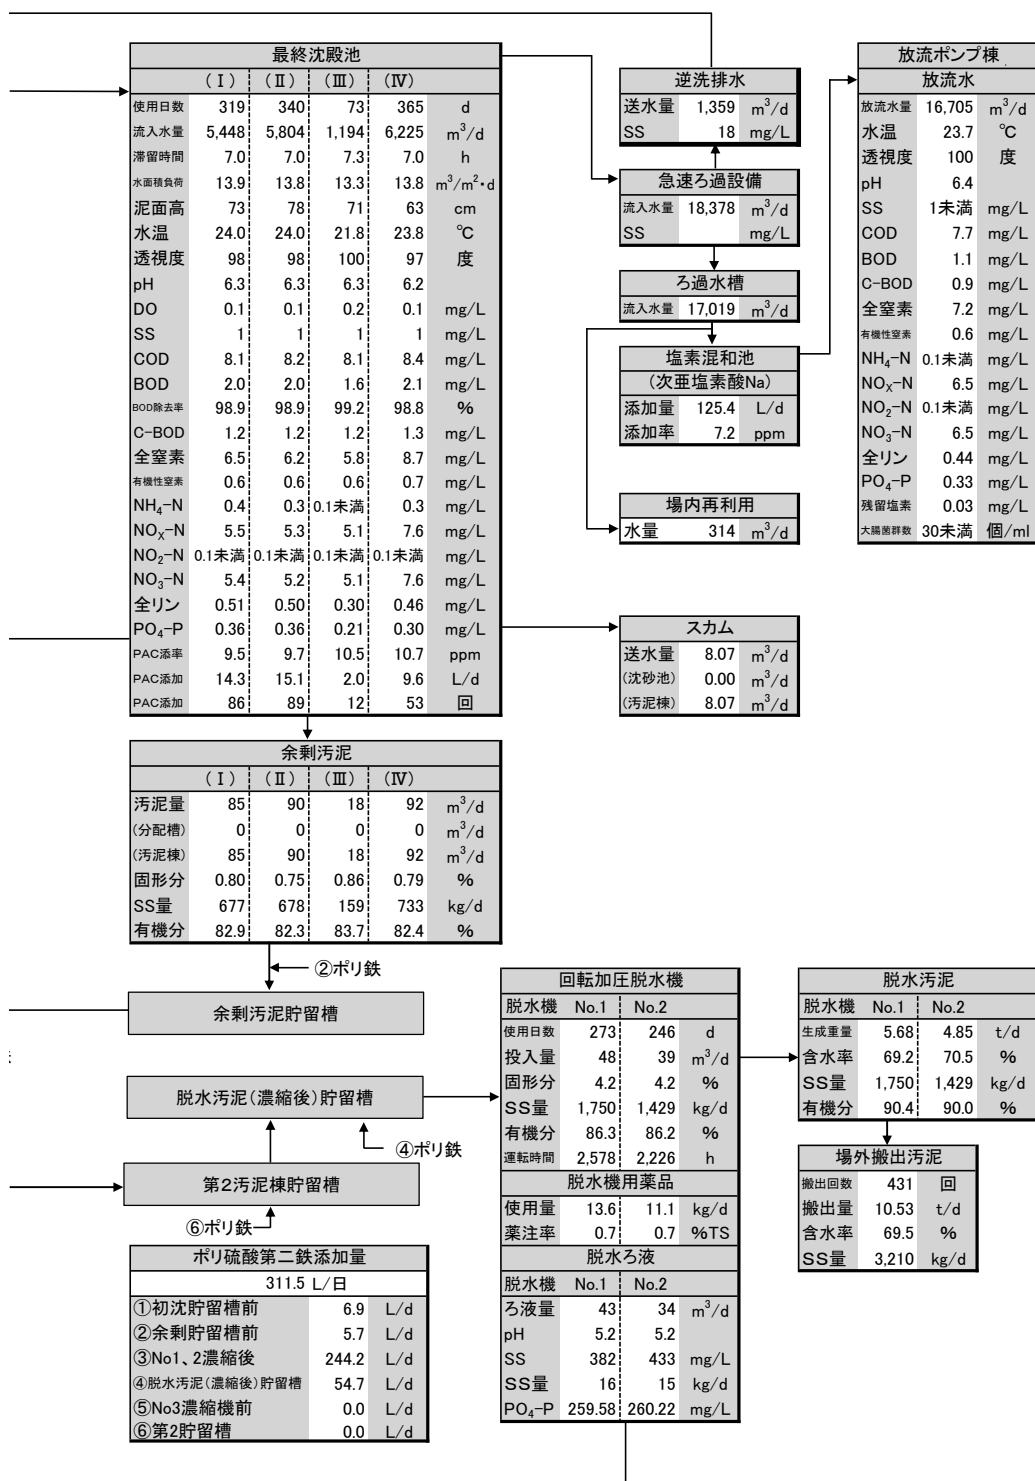 最終沈殿池
（Ⅰ） （Ⅱ） （Ⅲ） （Ⅳ）
使用日数 319 340 73 365 d
流入水量 5,448 5,804 1,194 6,225 m³/d
滞留時間 7.0 7.0 7.3 7.0 h
水面積負荷 13.9 13.8 13.3 13.8 m³/m²・d
泥面高 73 78 71 63 cm
水温 24.0 24.0 21.8 23.8 ℃
透視度 98 98 100 97 度
pH 6.3 6.3 6.3 6.2
DO 0.1 0.1 0.2 0.1 mg/L
SS 1 1 1 1 mg/L
COD 8.1 8.2 8.1 8.4 mg/L
BOD 2.0 2.0 1.6 2.1 mg/L
BOD除去率 98.9 98.9 99.2 98.8 %
C-BOD 1.2 1.2 1.2 1.3 mg/L
全窒素 6.5 6.2 5.8 8.7 mg/L
有機性窒素 0.6 0.6 0.6 0.7 mg/L
NH₄-N 0.4 0.3 0.1未満 0.3 mg/L
NOₓ-N 5.5 5.3 5.1 7.6 mg/L
NO₂-N 0.1未満 0.1未満 0.1未満 0.1未満 mg/L
NO₃-N 5.4 5.2 5.1 7.6 mg/L
全リン 0.51 0.50 0.30 0.46 mg/L
PO₄-P 0.36 0.36 0.21 0.30 mg/L
PAC添率 9.5 9.7 10.5 10.7 ppm
PAC添加 14.3 15.1 2.0 9.6 L/d
PAC添加 86 89 12 53 回
逆洗排水
送水量 1,359 m³/d
SS 18 mg/L
急速ろ過設備
流入水量 18,378 m³/d
SS mg/L
ろ過水槽
流入水量 17,019 m³/d
塩素混和池
(次亜塩素酸Na)
添加量 125.4 L/d
添加率 7.2 ppm
場内再利用
水量 314 m³/d
スカム
送水量 8.07 m³/d
(沈砂池) 0.00 m³/d
(汚泥棟) 8.07 m³/d
放流ポンプ棟
放流水
放流水量 16,705 m³/d
水温 23.7 ℃
透視度 100 度
pH 6.4
SS 1未満 mg/L
COD 7.7 mg/L
BOD 1.1 mg/L
C-BOD 0.9 mg/L
全窒素 7.2 mg/L
有機性窒素 0.6 mg/L
NH₄-N 0.1未満 mg/L
NOₓ-N 6.5 mg/L
NO₂-N 0.1未満 mg/L
NO₃-N 6.5 mg/L
全リン 0.44 mg/L
PO₄-P 0.33 mg/L
残留塩素 0.03 mg/L
大腸菌群数 30未満 個/ml
余剰汚泥
（Ⅰ） （Ⅱ） （Ⅲ） （Ⅳ）
汚泥量 85 90 18 92 m³/d
(分配槽) 0 0 0 0 m³/d
(汚泥棟) 85 90 18 92 m³/d
固形分 0.80 0.75 0.86 0.79 %
SS量 677 678 159 733 kg/d
有機分 82.9 82.3 83.7 82.4 %
②ポリ鉄
余剰汚泥貯留槽
脱水汚泥(濃縮後)貯留槽
④ポリ鉄
第2汚泥棟貯留槽
⑥ポリ鉄
ポリ硫酸第二鉄添加量
311.5 L/日
①初沈貯留槽前 6.9 L/d
②余剰貯留槽前 5.7 L/d
③No1、2濃縮後 244.2 L/d
④脱水汚泥(濃縮後)貯留槽 54.7 L/d
⑤No3濃縮機前 0.0 L/d
⑥第2貯留槽 0.0 L/d
回転加圧脱水機
脱水機 No.1 No.2
使用日数 273 246 d
投入量 48 39 m³/d
固形分 4.2 4.2 %
SS量 1,750 1,429 kg/d
有機分 86.3 86.2 %
運転時間 2,578 2,226 h
脱水機用薬品
使用量 13.6 11.1 kg/d
薬注率 0.7 0.7 %TS
脱水ろ液
脱水機 No.1 No.2
ろ液量 43 34 m³/d
pH 5.2 5.2
SS 382 433 mg/L
SS量 16 15 kg/d
PO₄-P 259.58 260.22 mg/L
脱水汚泥
脱水機 No.1 No.2
生成重量 5.68 4.85 t/d
含水率 69.2 70.5 %
SS量 1,750 1,429 kg/d
有機分 90.4 90.0 %
場外搬出汚泥
搬出回数 431 回
搬出量 10.53 t/d
含水率 69.5 %
SS量 3,210 kg/d